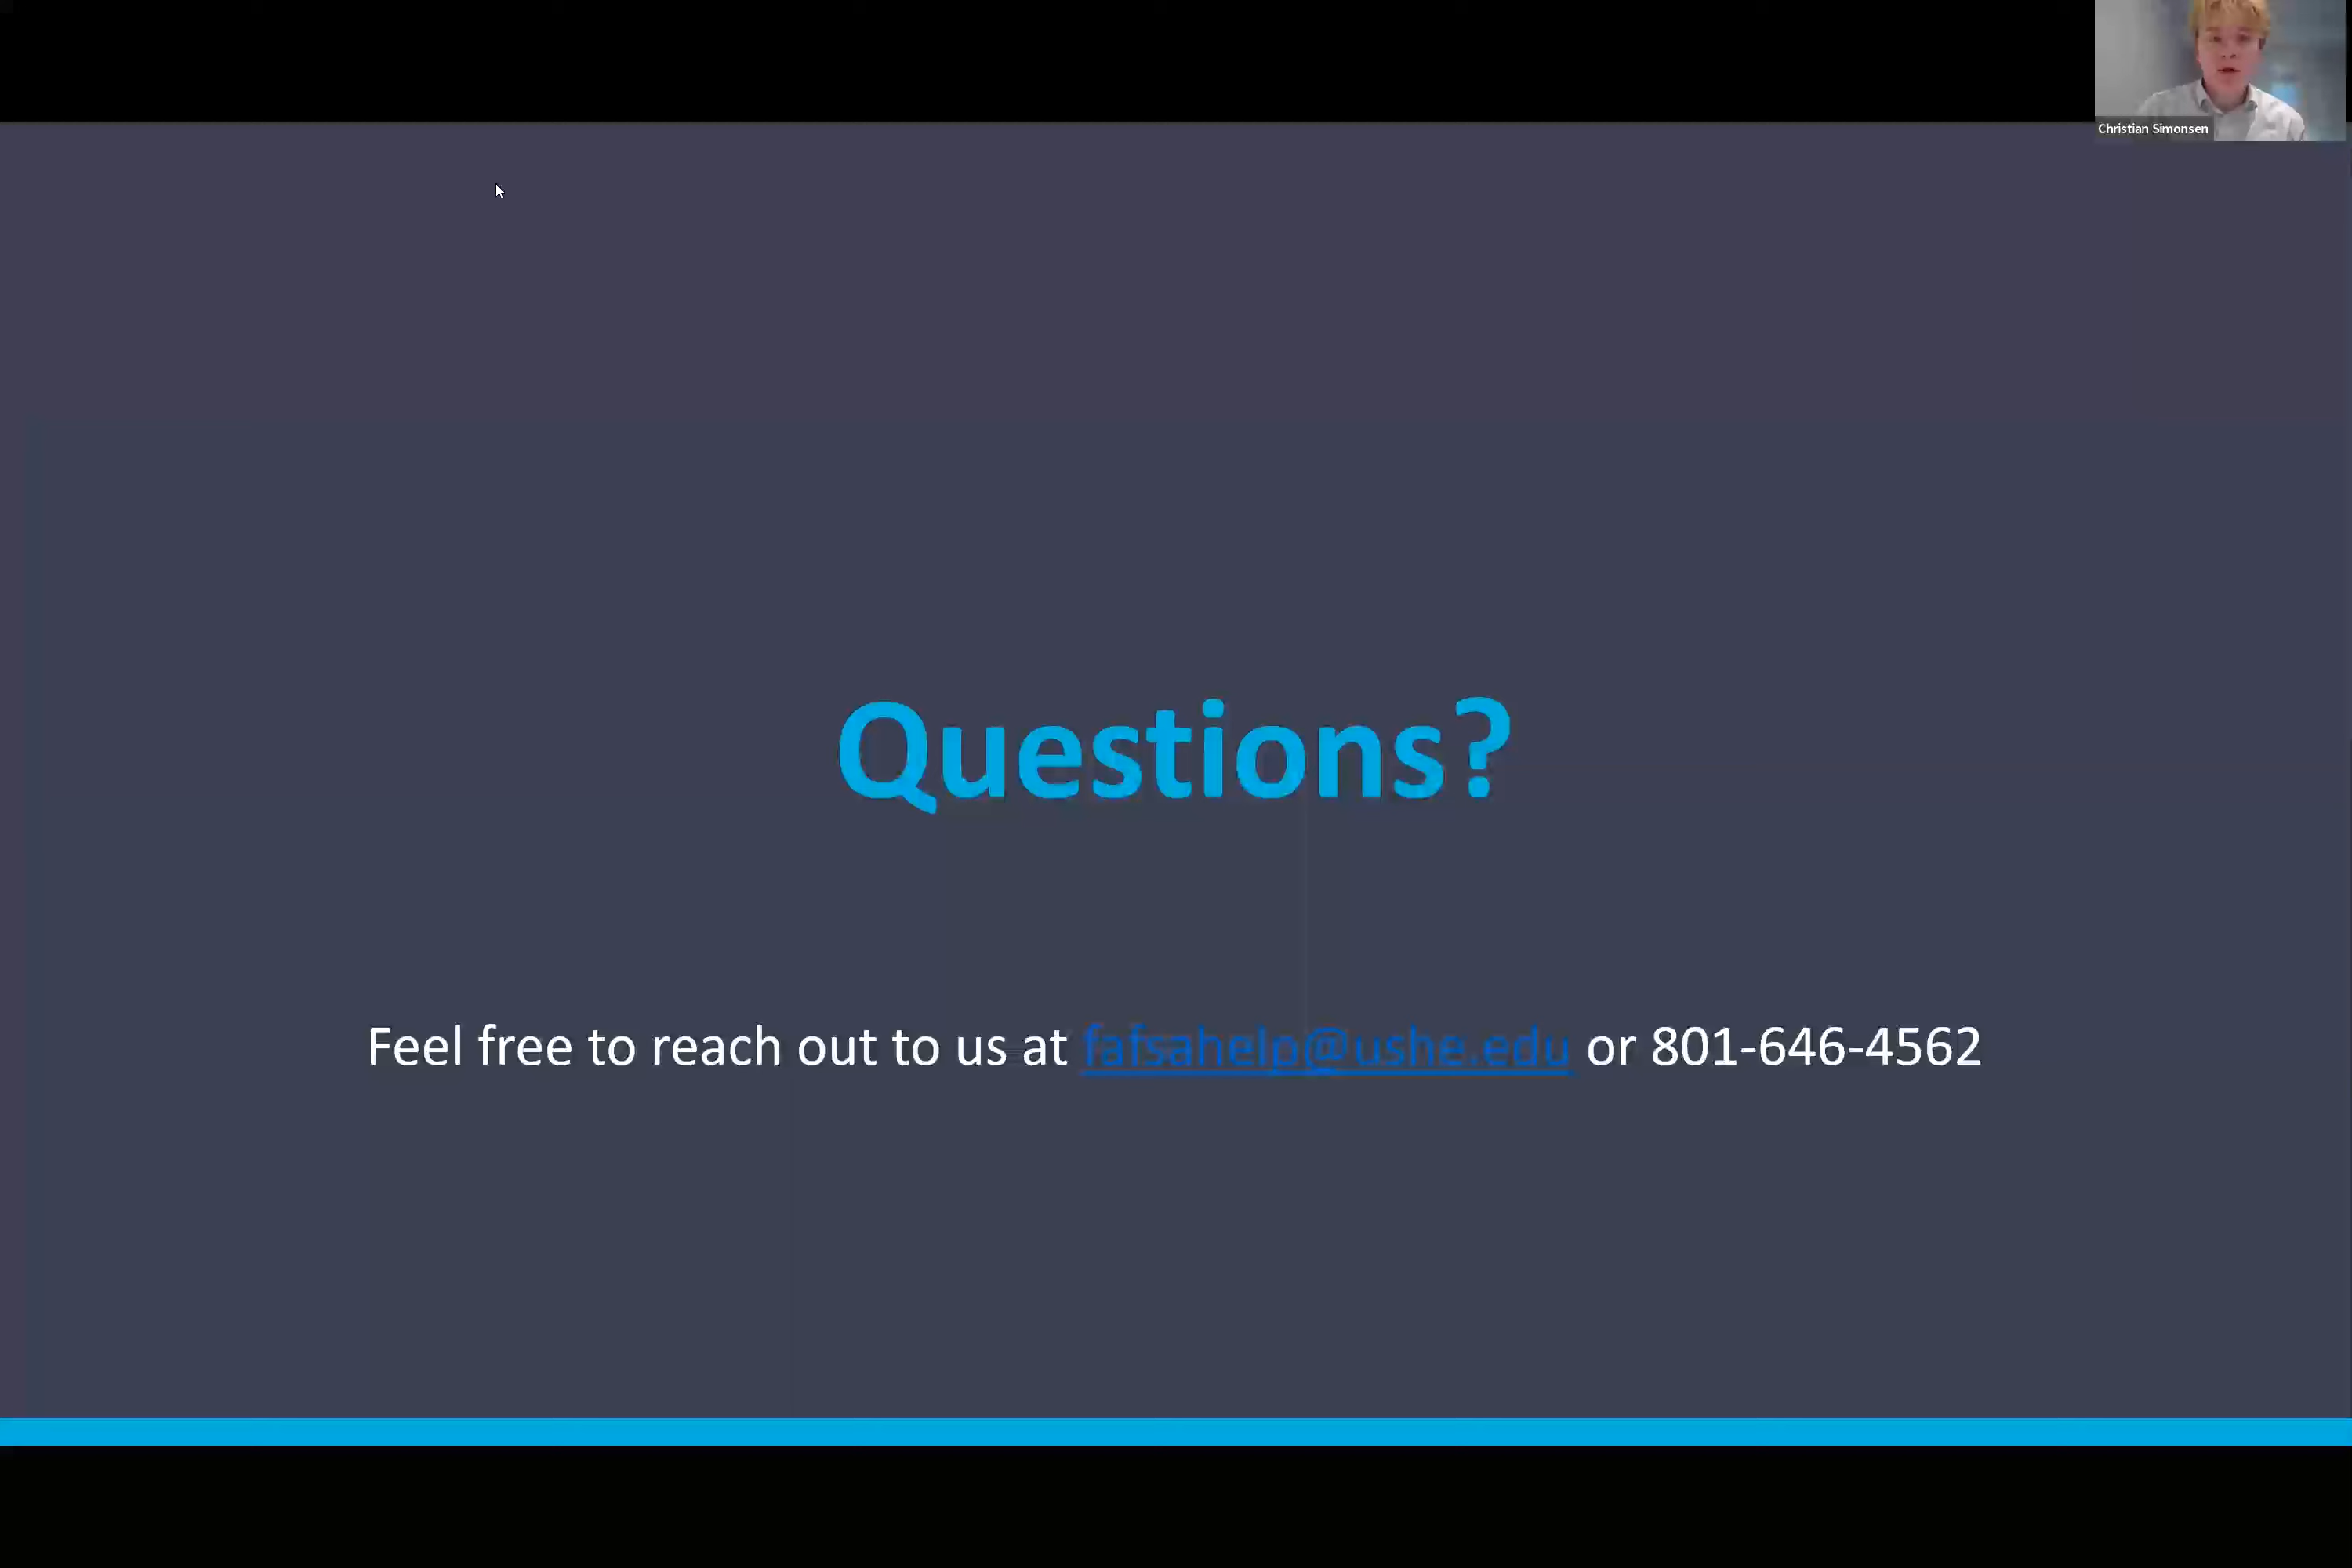 Christian Simonsen
Questions?
Feel free to reach out to us at fafsahelp@ushe.edu or 801-646-4562